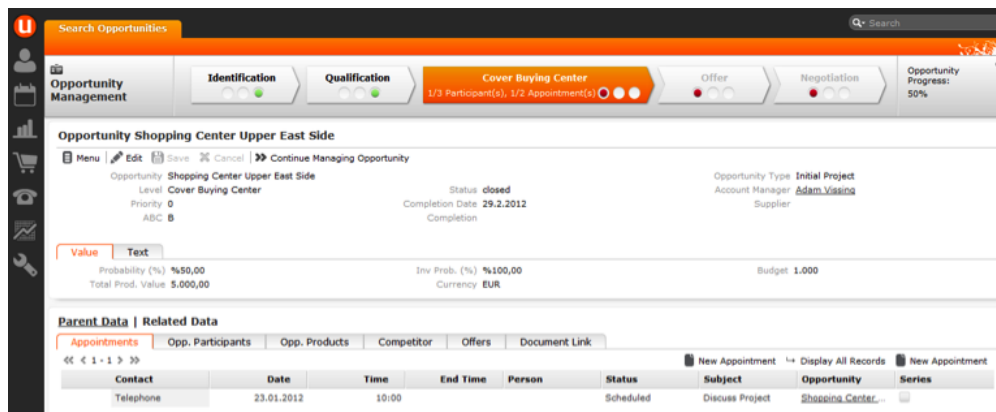 Search Opportunities
Search
Opportunity Management
Identification
Qualification
Cover Buying Center
1/3 Participant(s), 1/2 Appointment(s)
Offer
Negotiation
Opportunity Progress: 50%
Opportunity Shopping Center Upper East Side
Menu Edit Save Cancel Continue Managing Opportunity
Opportunity Shopping Center Upper East Side Opportunity Type Initial Project
Level Cover Buying Center Status closed Account Manager Adam Vissing
Priority 0 Completion Date 29.2.2012 Supplier
ABC B Completion
Value Text
Probability (%) %50,00 Inv Prob. (%) %100,00 Budget 1.000
Total Prod. Value 5.000,00 Currency EUR
Parent Data | Related Data
Appointments Opp. Participants Opp. Products Competitor Offers Document Link
1 - 1 New Appointment Display All Records New Appointment
Contact Date Time End Time Person Status Subject Opportunity Series
Telephone 23.01.2012 10:00 Scheduled Discuss Project Shopping Center ...